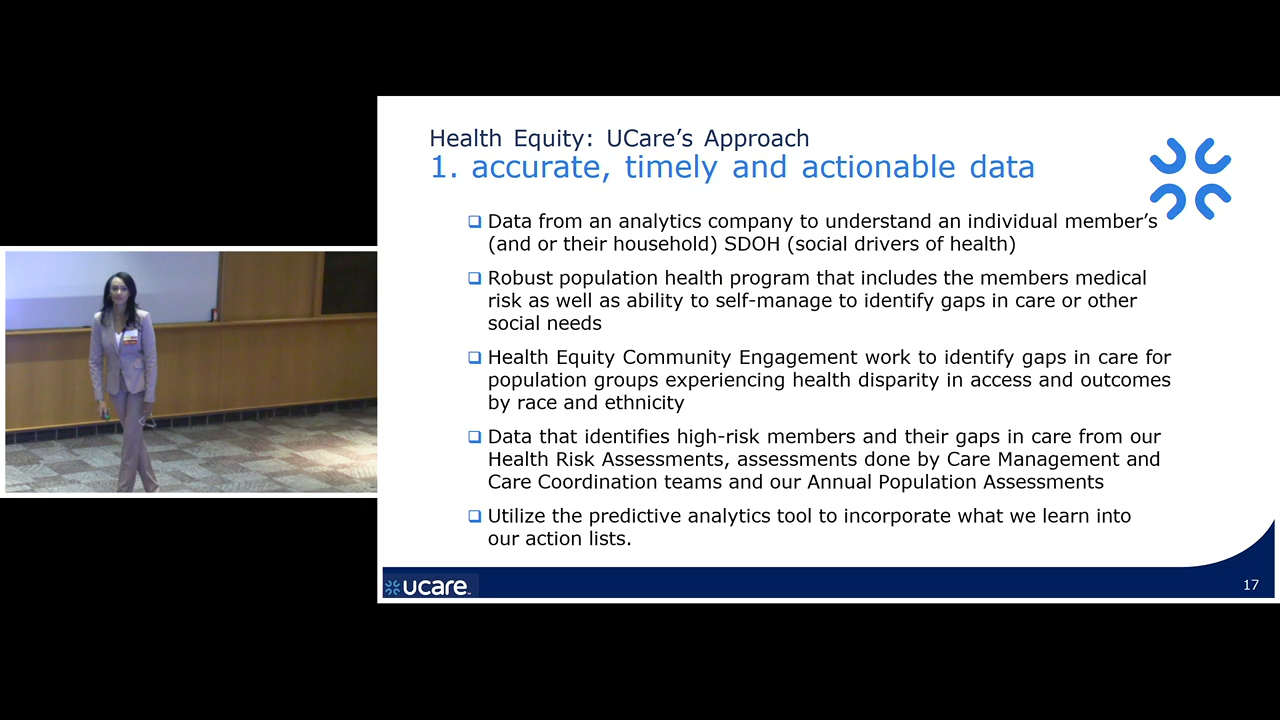 Health Equity: UCare’s Approach
1. accurate, timely and actionable data
Data from an analytics company to understand an individual member’s
(and or their household) SDOH (social drivers of health)
Robust population health program that includes the members medical
risk as well as ability to self-manage to identify gaps in care or other
social needs
Health Equity Community Engagement work to identify gaps in care for
population groups experiencing health disparity in access and outcomes
by race and ethnicity
Data that identifies high-risk members and their gaps in care from our
Health Risk Assessments, assessments done by Care Management and
Care Coordination teams and our Annual Population Assessments
Utilize the predictive analytics tool to incorporate what we learn into
our action lists.
ucare
17